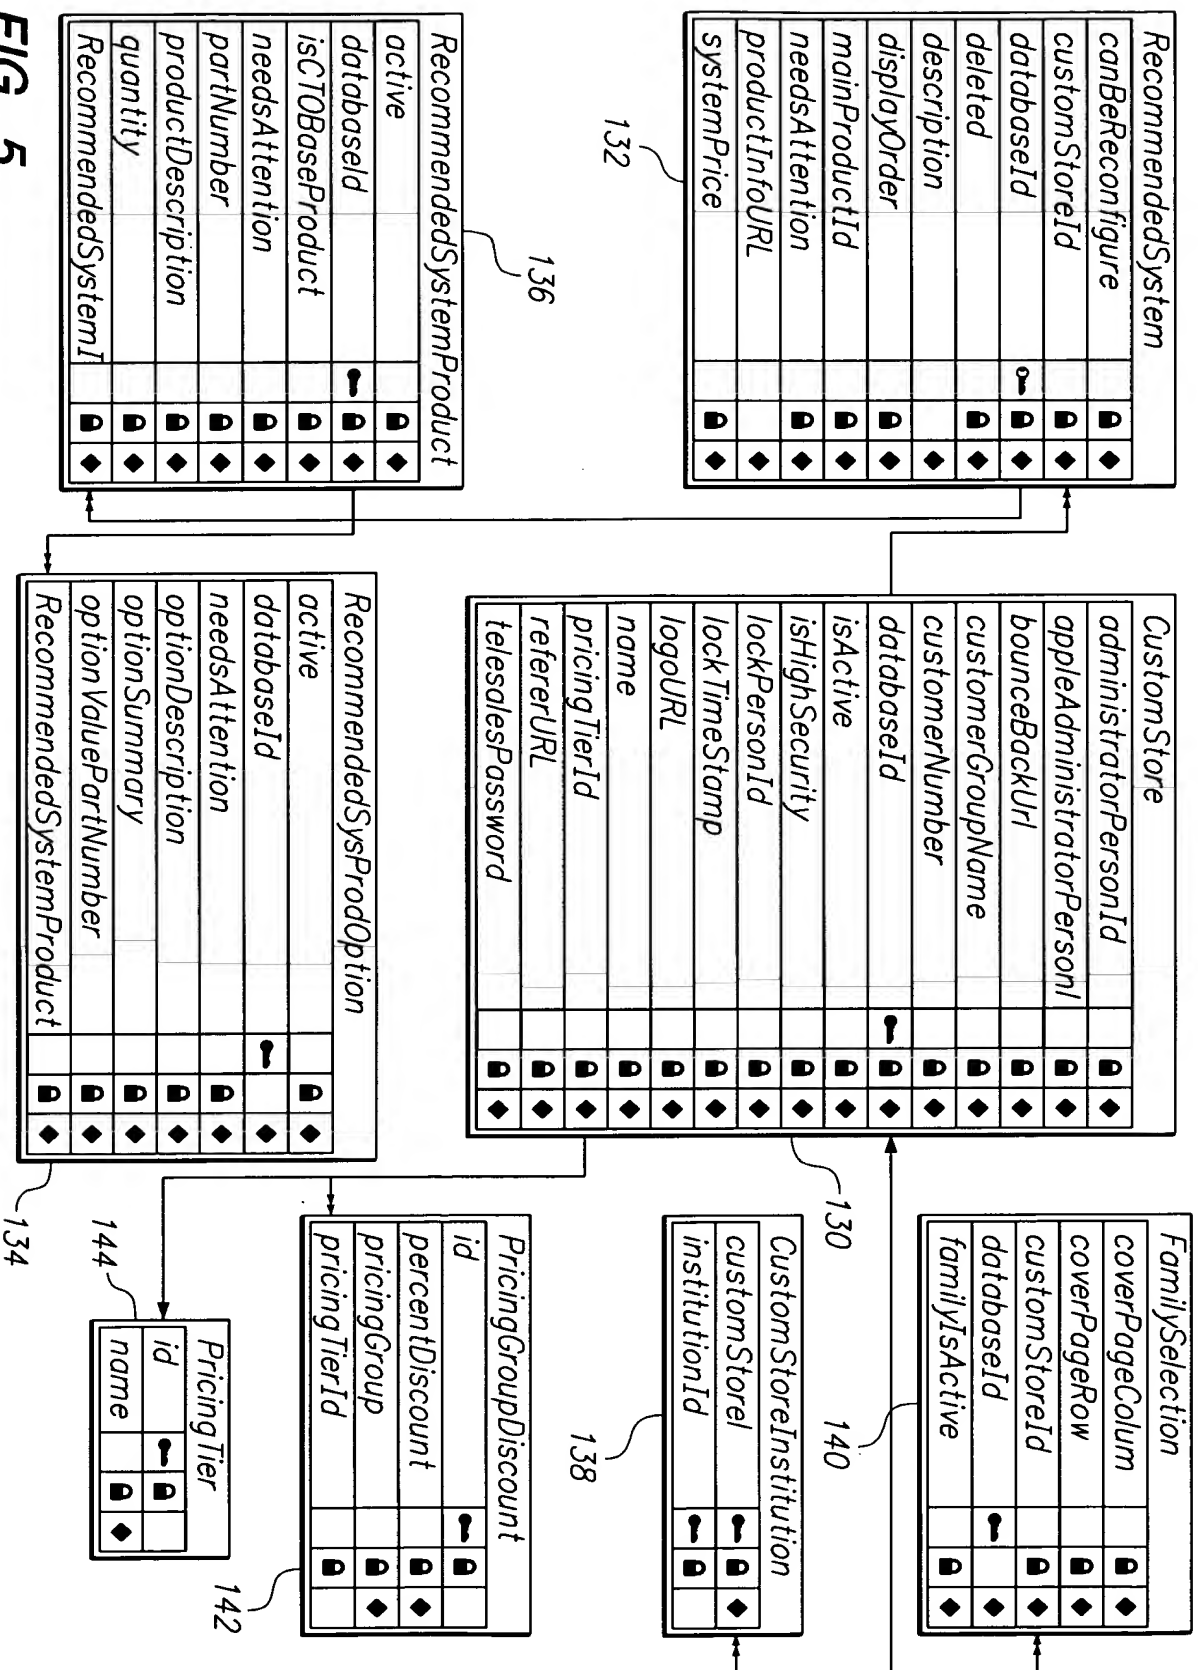 RecommendedSystem
canBeReconfigure
customStoreId
databaseId
deleted
description
displayOrder
mainProductId
needsAttention
productInfoURL
systemPrice
132
CustomStore
administratorPersonId
appleAdministratorPersonI
bounceBackUrl
customerGroupName
customerNumber
databaseId
isActive
isHighSecurity
lockPersonId
lockTimeStamp
logoURL
name
pricingTierId
refererURL
telesalesPassword
130
FamilySelection
coverPageColum
coverPageRow
customStoreId
databaseId
familyIsActive
140
CustomStoreInstitution
customStoreI
institutionId
138
RecommendedSystemProduct
active
databaseId
isCTOBaseProduct
needsAttention
partNumber
productDescription
quantity
RecommendedSystemI
136
RecommendedSysProdOption
active
databaseId
needsAttention
optionDescription
optionSummary
optionValuePartNumber
RecommendedSystemProduct
134
PricingGroupDiscount
id
percentDiscount
pricingGroup
pricingTierId
142
PricingTier
id
name
144
FIG. 5